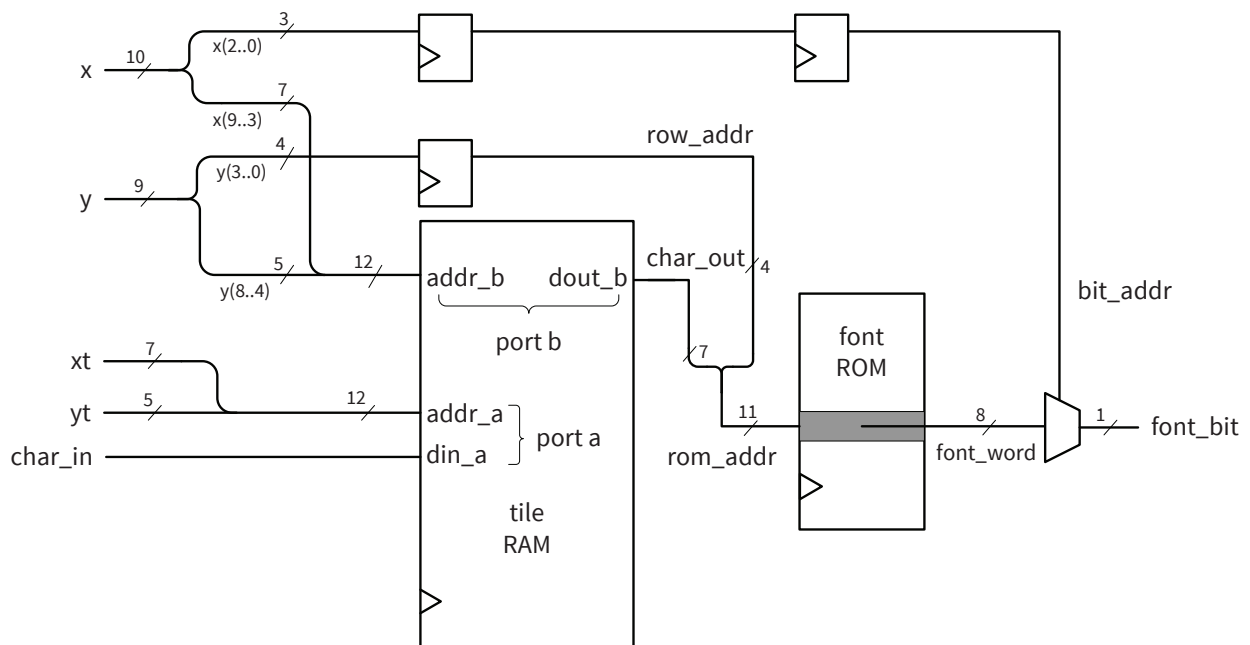 3
x(2..0)
10
x
7
x(9..3)
4
y(3..0)
row_addr
9
y
5
y(8..4)
12
addr_b
dout_b
char_out
4
port b
7
bit_addr
font
ROM
xt
7
yt
5
12
addr_a
port a
char_in
din_a
11
rom_addr
8
font_word
1
font_bit
tile
RAM